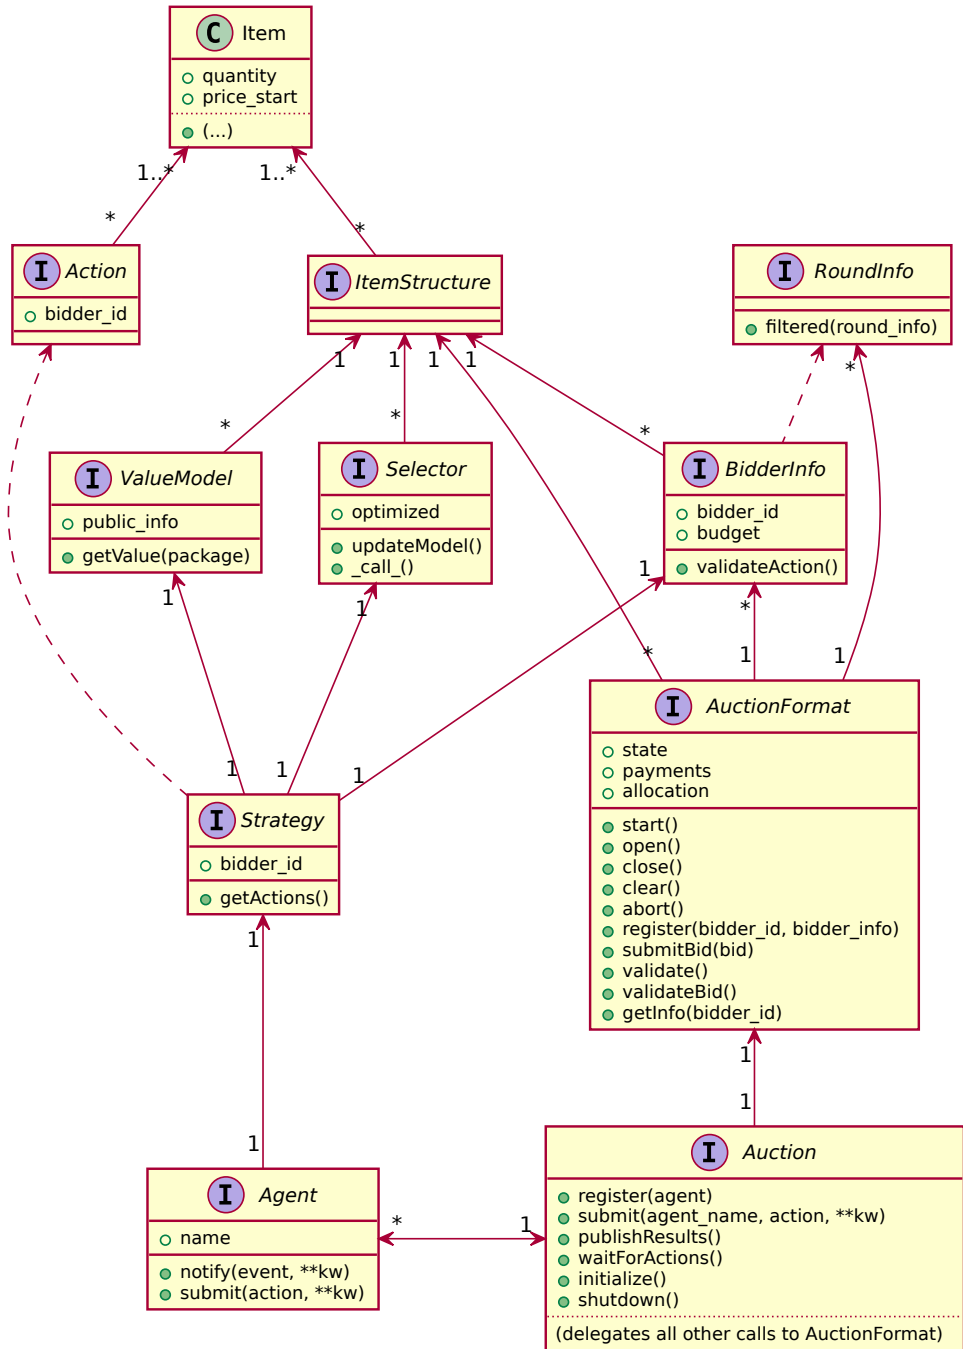 C Item
quantity
price_start
(...)
1..*
1..*
*
*
I Action
bidder_id
I ItemStructure
I RoundInfo
filtered(round_info)
1
1
1
1
*
*
*
*
I ValueModel
public_info
getValue(package)
I Selector
optimized
updateModel()
_call_()
I BidderInfo
bidder_id
budget
validateAction()
1
1
1
*
*
1
1
1
1
1
I AuctionFormat
state
payments
allocation
start()
open()
close()
clear()
abort()
register(bidder_id, bidder_info)
submitBid(bid)
validate()
validateBid()
getInfo(bidder_id)
I Strategy
bidder_id
getActions()
1
1
1
1
I Agent
name
notify(event, **kw)
submit(action, **kw)
*
1
I Auction
register(agent)
submit(agent_name, action, **kw)
publishResults()
waitForActions()
initialize()
shutdown()
(delegates all other calls to AuctionFormat)